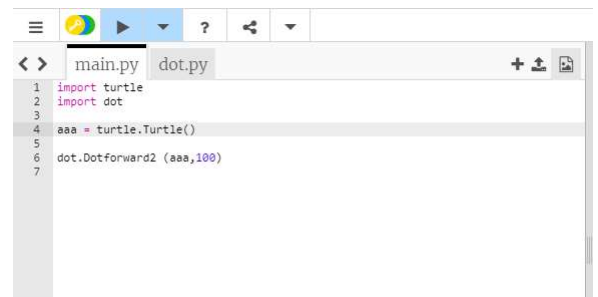 ?
main.py dot.py
1 import turtle
2 import dot
3
4 aaa = turtle.Turtle()
5
6 dot.Dotforward2 (aaa,100)
7